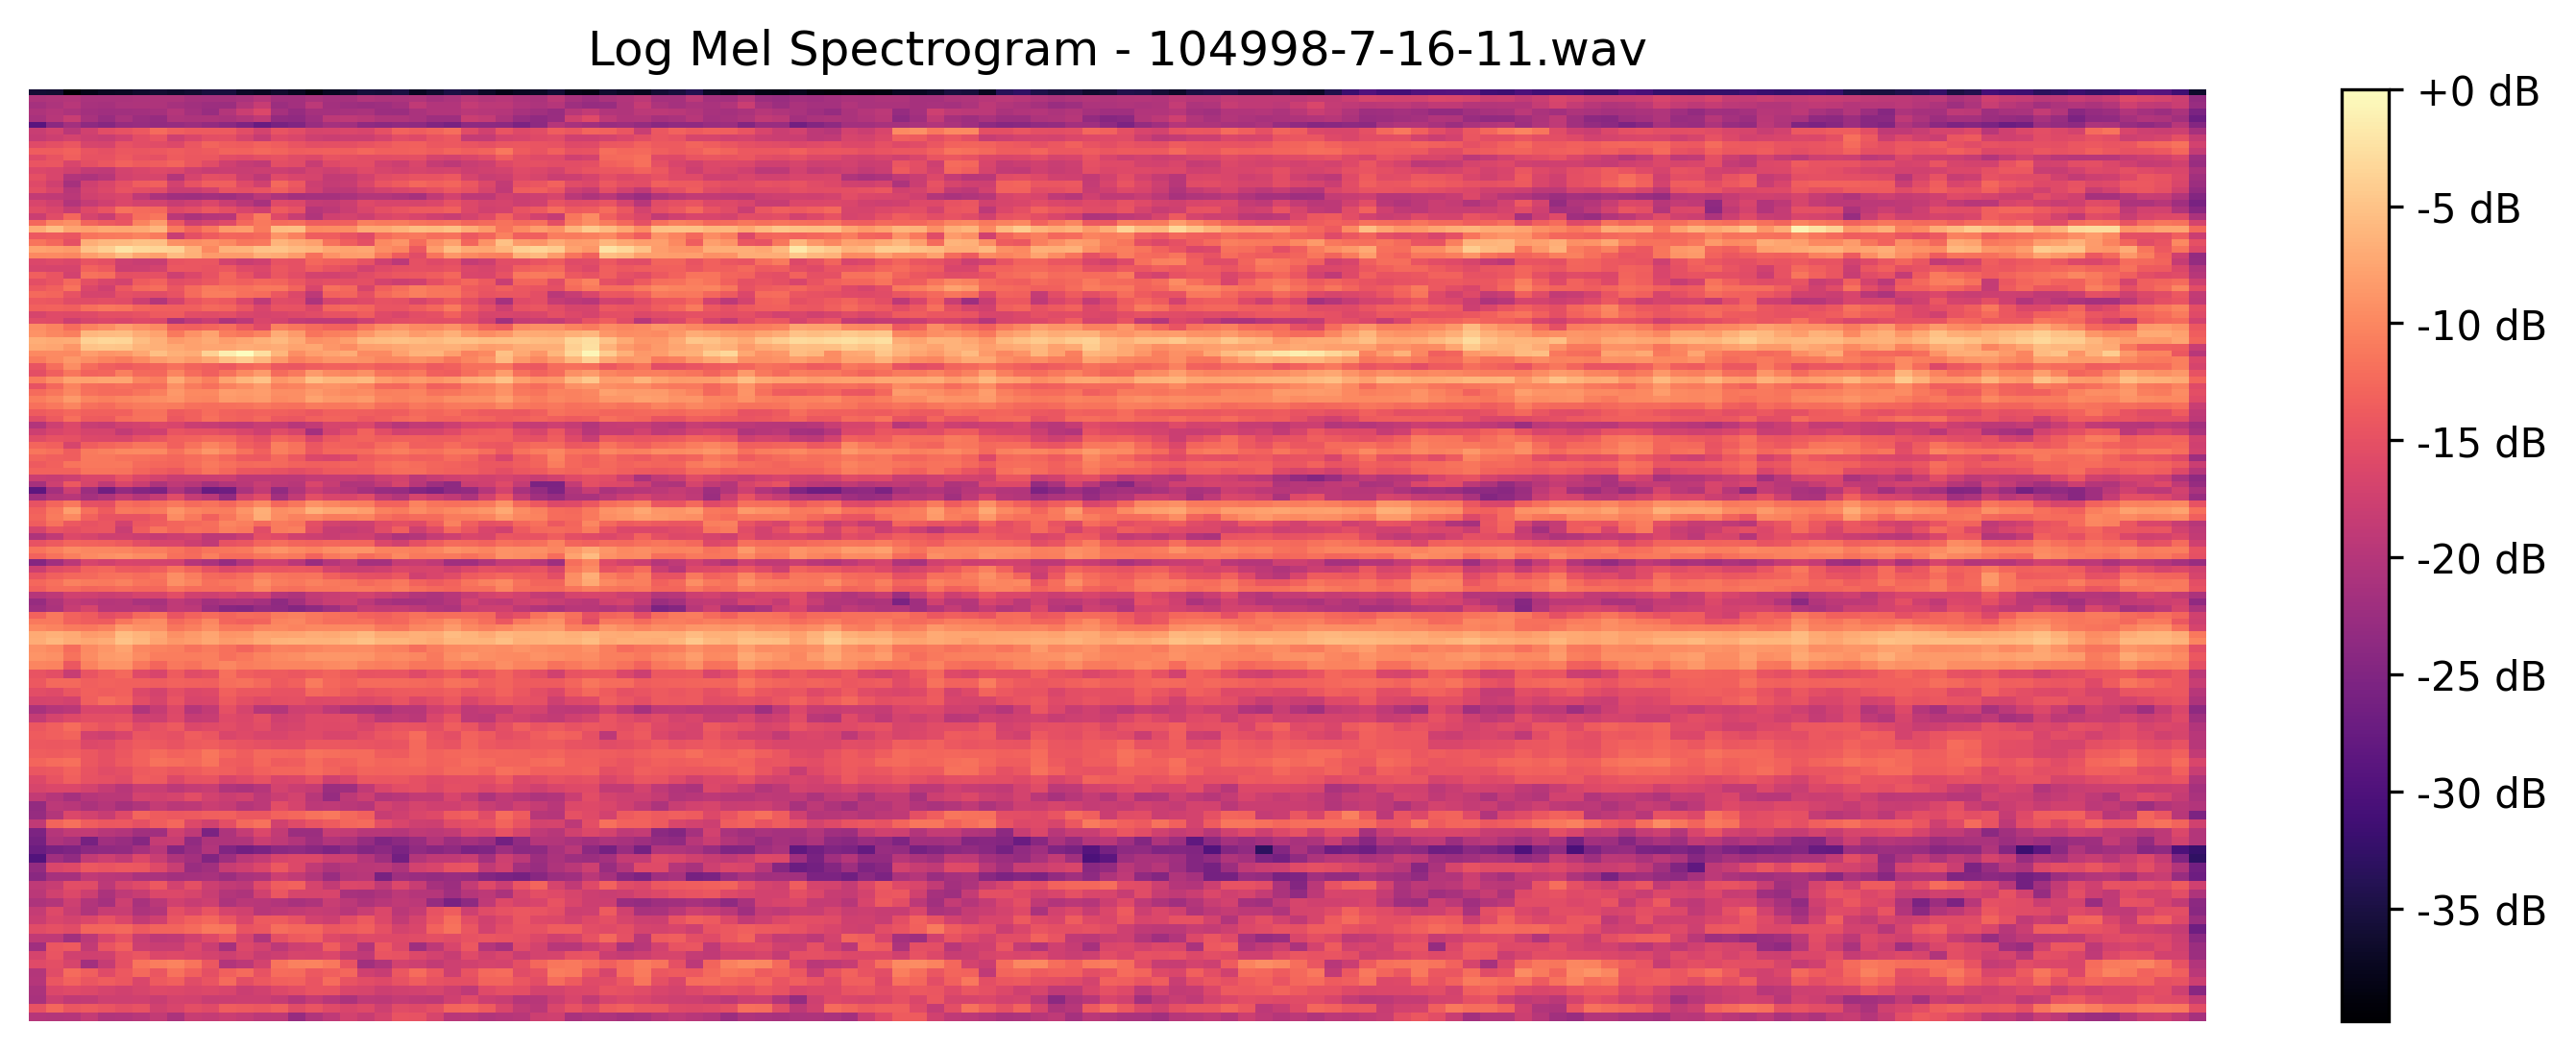 Log Mel Spectrogram - 104998-7-16-11.wav
+0 dB
-5 dB
-10 dB
-15 dB
-20 dB
-25 dB
-30 dB
-35 dB